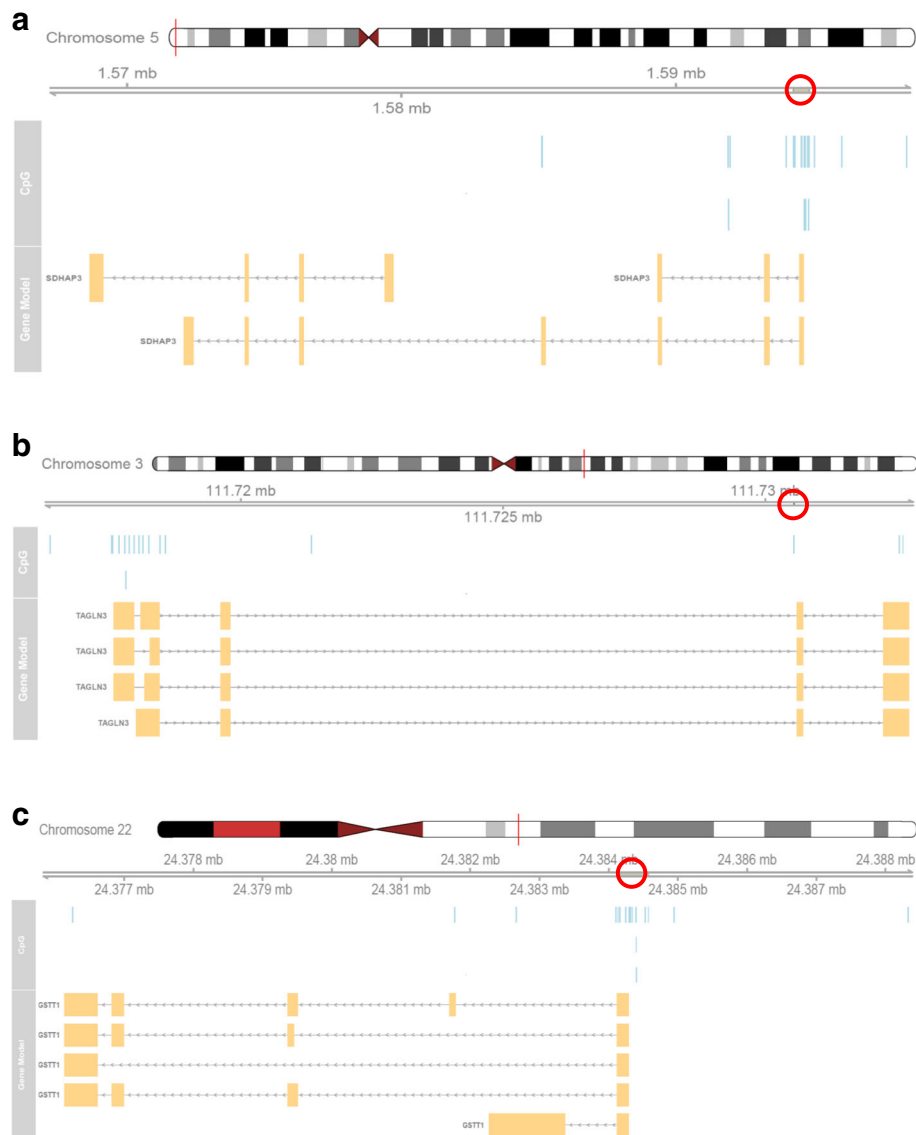 a
Chromosome 5
1.57 mb 1.59 mb
1.58 mb
CpG
Gene Model
SDHAP3 SDHAP3
SDHAP3
b
Chromosome 3
111.72 mb 111.73 mb
111.725 mb
CpG
Gene Model
TAGLN3
TAGLN3
TAGLN3
TAGLN3
c
Chromosome 22
24.378 mb 24.38 mb 24.382 mb 24.384 mb 24.386 mb 24.388 mb
24.377 mb 24.379 mb 24.381 mb 24.383 mb 24.385 mb 24.387 mb
CpG
Gene Model
GSTT1
GSTT1
GSTT1
GSTT1
GSTT1